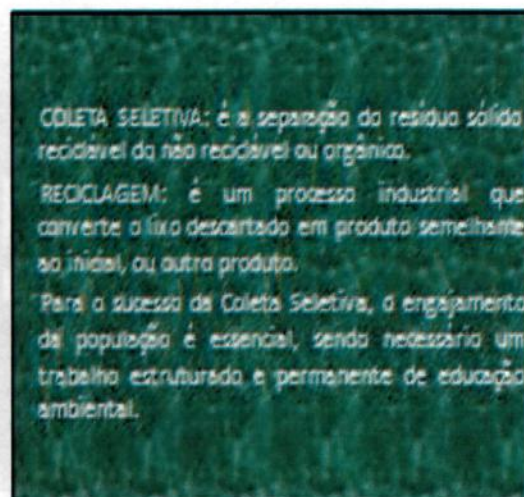 COLETA SELETIVA: é a separação do resíduo sólido
reciclável do não reciclável ou orgânico.
RECICLAGEM: é um processo industrial que
converte o lixo descartado em produto semelhante
ao inicial, ou outro produto.
Para o sucesso da Coleta Seletiva, o engajamento
da população é essencial, sendo necessário um
trabalho estruturado e permanente de educação
ambiental.